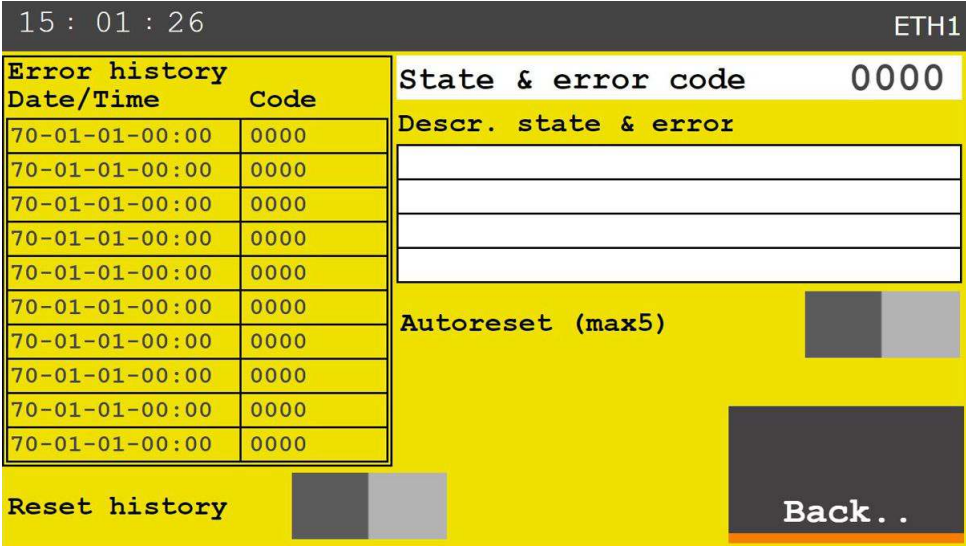 15: 01:26 ETH1
Error history
Date/Time Code
70-01-01-00:00 0000
70-01-01-00:00 0000
70-01-01-00:00 0000
70-01-01-00:00 0000
70-01-01-00:00 0000
70-01-01-00:00 0000
70-01-01-00:00 0000
70-01-01-00:00 0000
70-01-01-00:00 0000
70-01-01-00:00 0000
Reset history
State & error code 0000
Descr. state & error
Autoreset (max5)
Back..